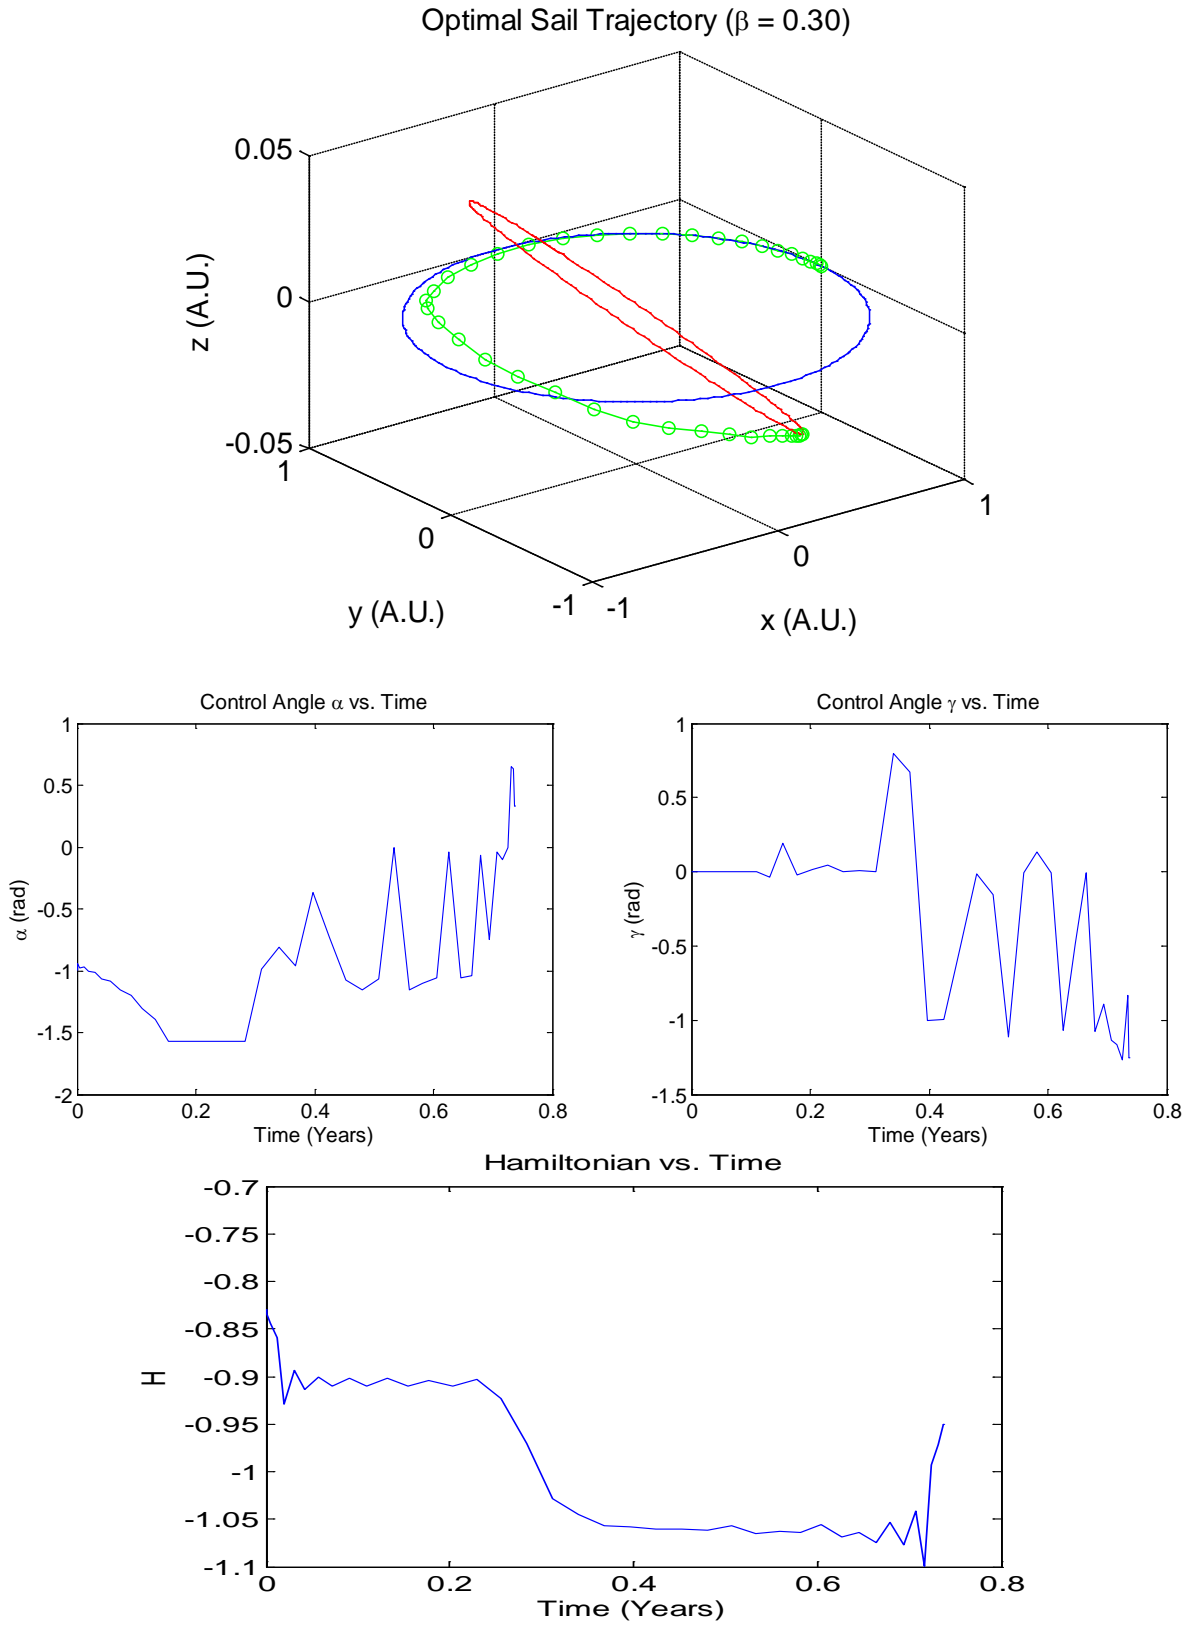 Optimal Sail Trajectory (β = 0.30)
0.05
0
-0.05
z (A.U.)
1
0
-1
y (A.U.)
-1
0
1
x (A.U.)
Control Angle α vs. Time
1
0.5
0
-0.5
-1
-1.5
-2
α (rad)
0 0.2 0.4 0.6 0.8
Time (Years)
Control Angle γ vs. Time
1
0.5
0
-0.5
-1
-1.5
γ (rad)
0 0.2 0.4 0.6 0.8
Time (Years)
Hamiltonian vs. Time
-0.7
-0.75
-0.8
-0.85
-0.9
-0.95
-1
-1.05
-1.1
H
0 0.2 0.4 0.6 0.8
Time (Years)